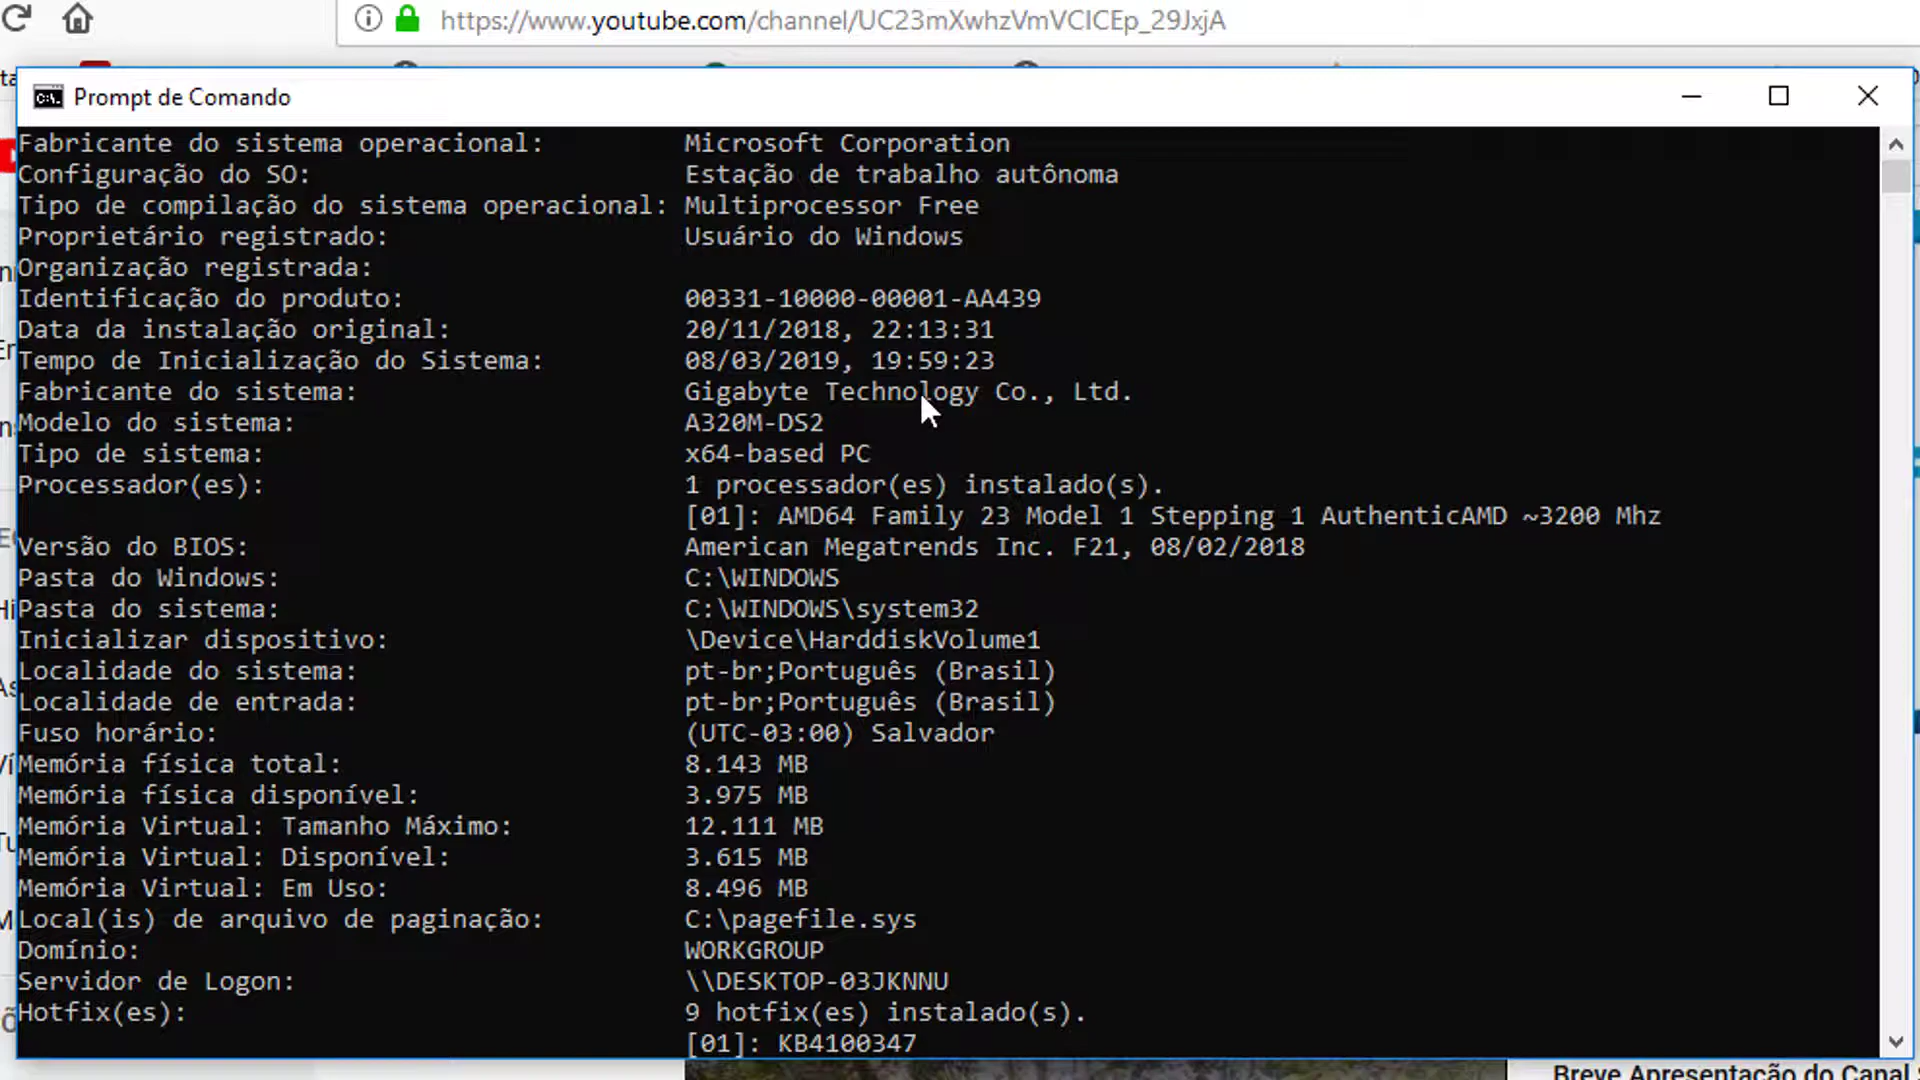 https://www.youtube.com/channel/UC23mXwhzVmVCICEp_29JxjA
Prompt de Comando
Fabricante do sistema operacional: Microsoft Corporation
Configuração do SO: Estação de trabalho autônoma
Tipo de compilação do sistema operacional: Multiprocessor Free
Proprietário registrado: Usuário do Windows
Organização registrada:
Identificação do produto: 00331-10000-00001-AA439
Data da instalação original: 20/11/2018, 22:13:31
Tempo de Inicialização do Sistema: 08/03/2019, 19:59:23
Fabricante do sistema: Gigabyte Technology Co., Ltd.
Modelo do sistema: A320M-DS2
Tipo de sistema: x64-based PC
Processador(es): 1 processador(es) instalado(s).
[01]: AMD64 Family 23 Model 1 Stepping 1 AuthenticAMD ~3200 Mhz
Versão do BIOS: American Megatrends Inc. F21, 08/02/2018
Pasta do Windows: C:\WINDOWS
Pasta do sistema: C:\WINDOWS\system32
Inicializar dispositivo: \Device\HarddiskVolume1
Localidade do sistema: pt-br;Português (Brasil)
Localidade de entrada: pt-br;Português (Brasil)
Fuso horário: (UTC-03:00) Salvador
Memória física total: 8.143 MB
Memória física disponível: 3.975 MB
Memória Virtual: Tamanho Máximo: 12.111 MB
Memória Virtual: Disponível: 3.615 MB
Memória Virtual: Em Uso: 8.496 MB
Local(is) de arquivo de paginação: C:\pagefile.sys
Domínio: WORKGROUP
Servidor de Logon: \\DESKTOP-03JKNNU
Hotfix(es): 9 hotfix(es) instalado(s).
[01]: KB4100347
Breve Apresentação do Canal